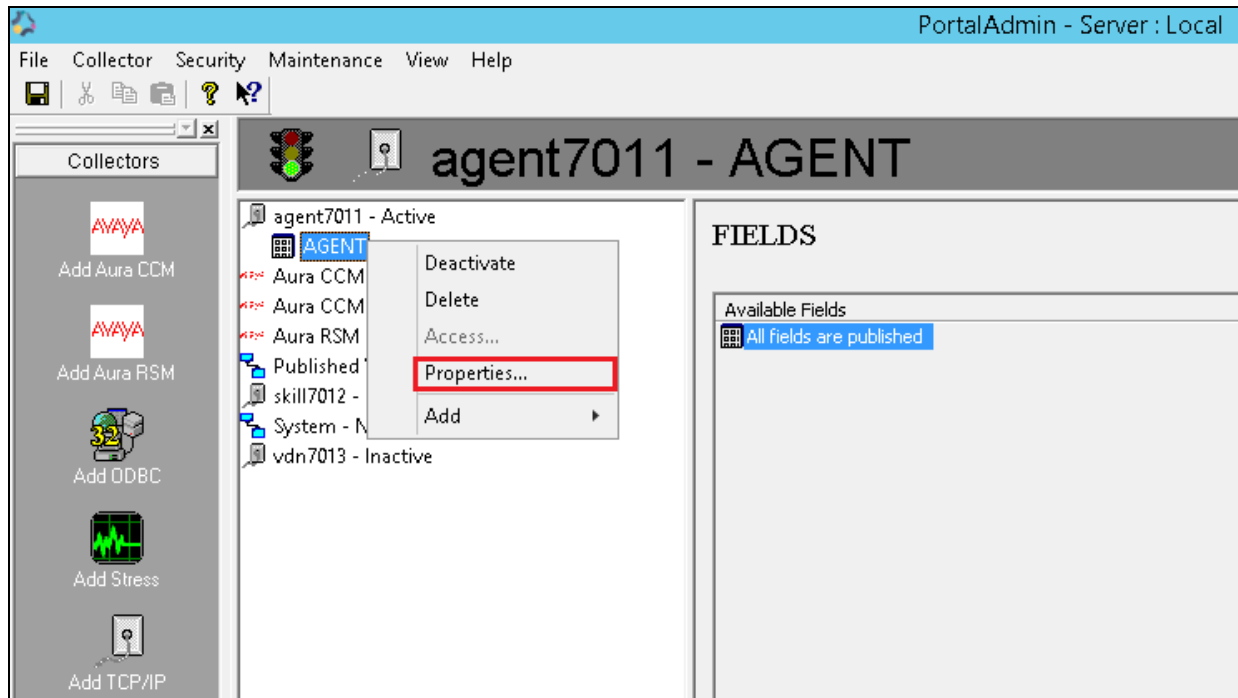 PortalAdmin - Server : Local
File Collector Security Maintenance View Help
Collectors
agent7011 - AGENT
AVAYA
Add Aura CCM
AVAYA
Add Aura RSM
32
Add ODBC
Add Stress
Add TCP/IP
agent7011 - Active
AGENT
Aura CCM
Aura CCM
Aura RSM
Published
skill7012 -
System - N
vdn7013 - Inactive
Deactivate
Delete
Access...
Properties...
Add
FIELDS
Available Fields
All fields are published